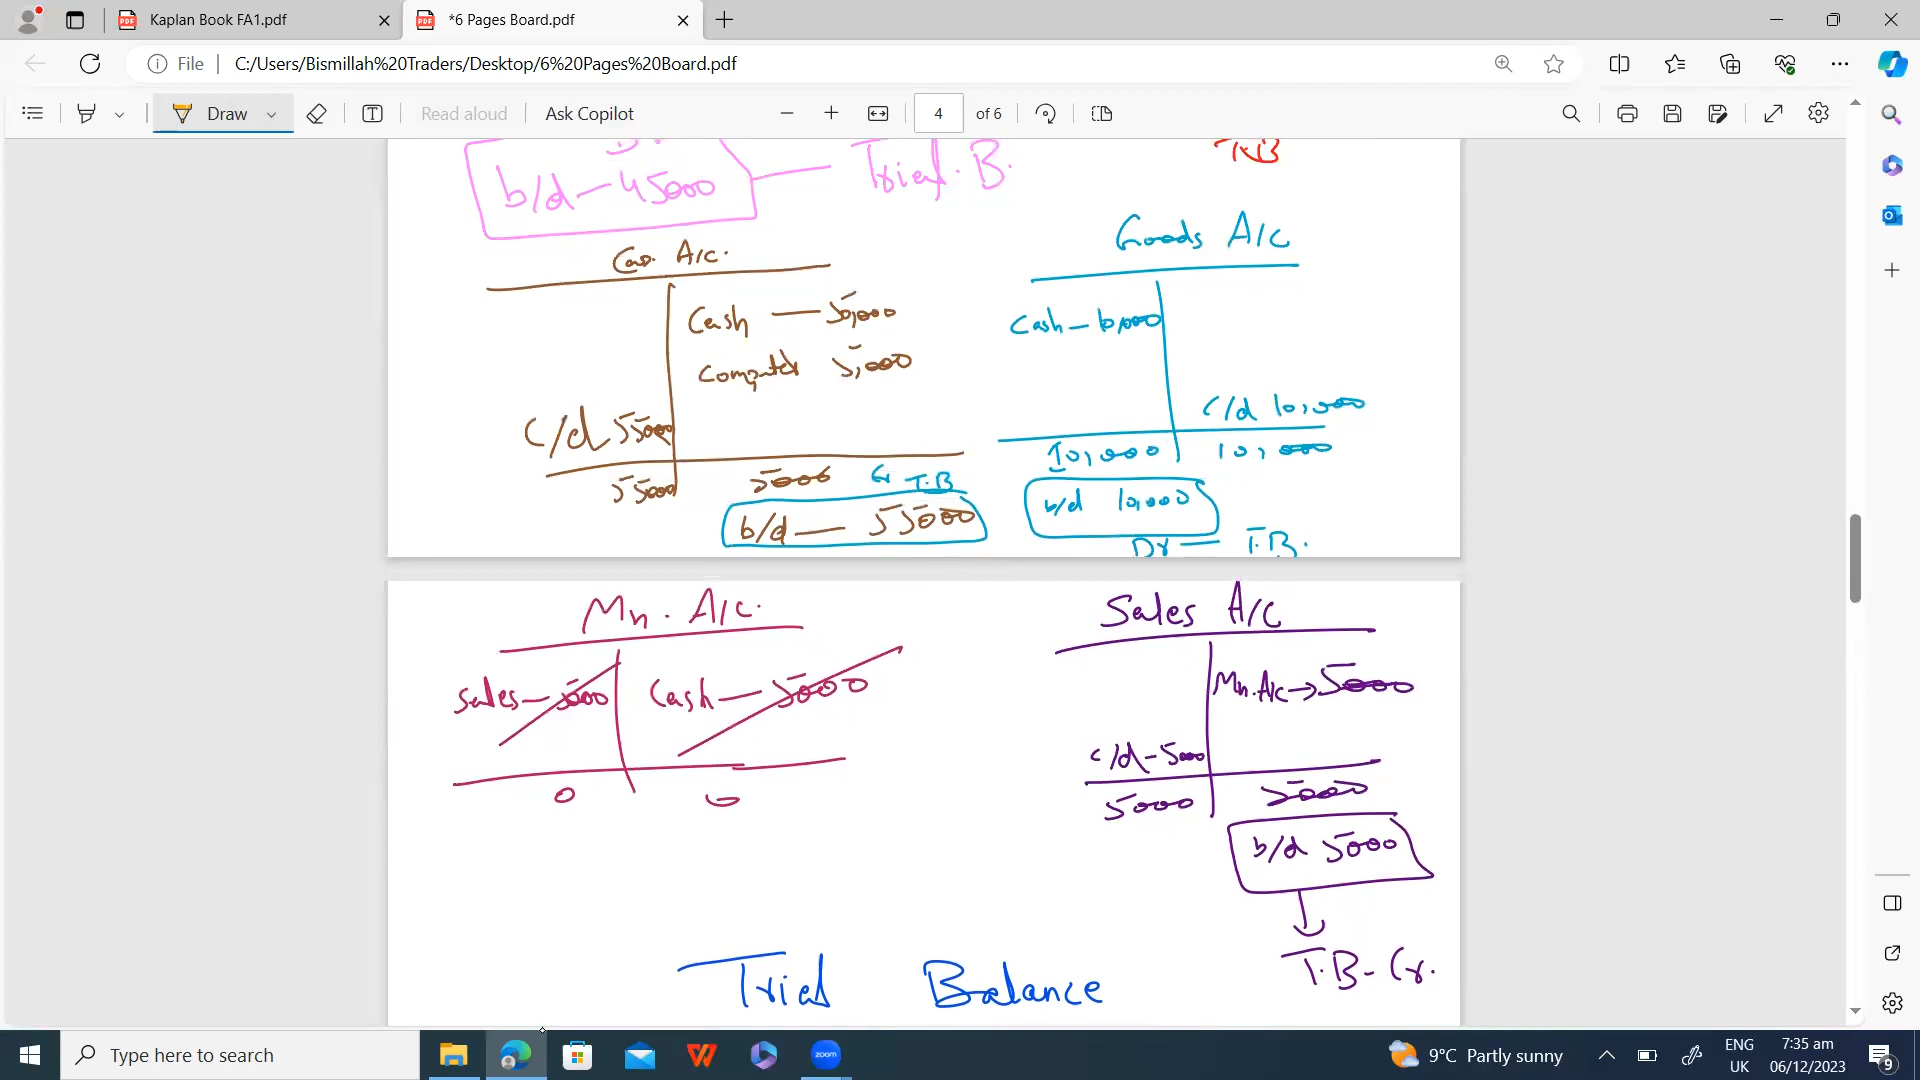 Kaplan Book FA1.pdf
*6 Pages Board.pdf
File
C:/Users/Bismillah%20Traders/Desktop/6%20Pages%20Board.pdf
Draw
Read aloud
Ask Copilot
4
of 6
b/d — 45000
Trial. B.
T.B
Cap. A/c.
Goods A/c
Cash — 50,000
Cash — 10,000
Computer 5,000
c/d 55000
c/d 10,000
55000
10,000
10,000
Cr T.B
b/d — 55000
b/d 10,000
Dr — T.B.
Mn. A/c.
Sales A/C
Sales — 5000
Cash — 5000
Mn. A/c → 5000
c/d - 5000
0
0
5000
5000
b/d 5000
T.B - Cr.
Trial Balance
Type here to search
zoom
9°C Partly sunny
ENG
UK
7:35 am
06/12/2023
9